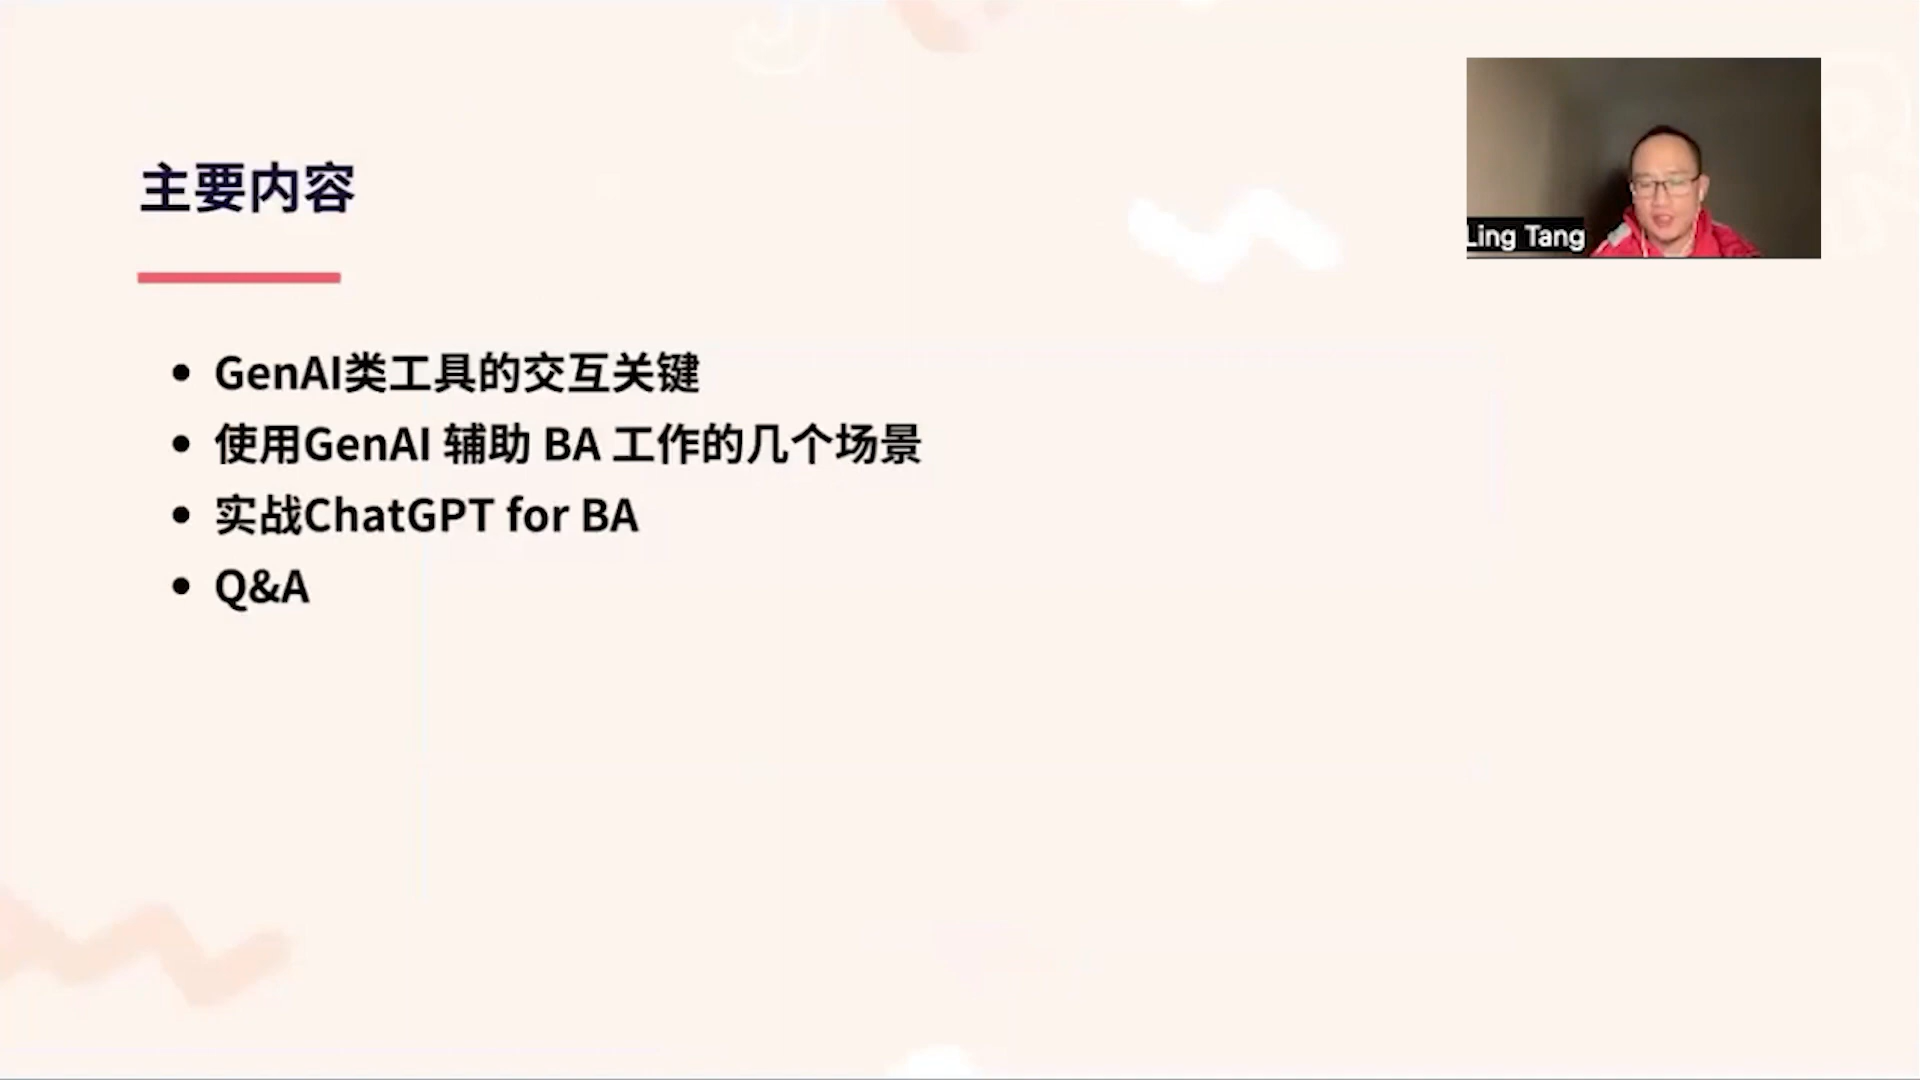 主要内容
GenAI类工具的交互关键
使用GenAI 辅助 BA 工作的几个场景
实战ChatGPT for BA
Q&A
Ling Tang